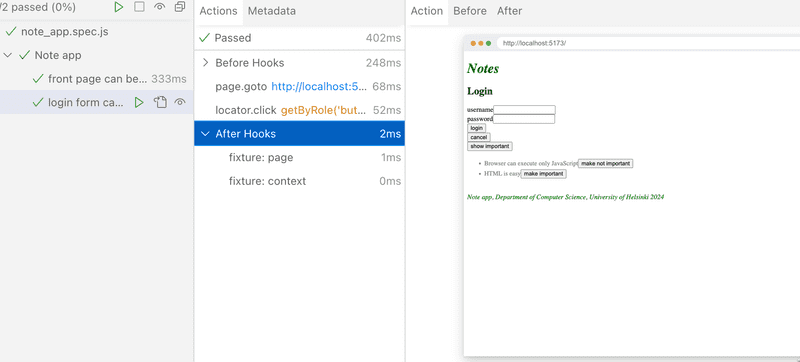 /2 passed (0%)
note_app.spec.js
Note app
front page can be... 333ms
login form ca...
Actions Metadata
Passed 402ms
Before Hooks 248ms
page.goto http://localhost:5... 68ms
locator.click getByRole('but... 52ms
After Hooks 2ms
fixture: page 1ms
fixture: context 0ms
Action Before After
http://localhost:5173/
Notes
Login
username
password
login
cancel
show important
Browser can execute only JavaScript make not important
HTML is easy make important
Note app, Department of Computer Science, University of Helsinki 2024